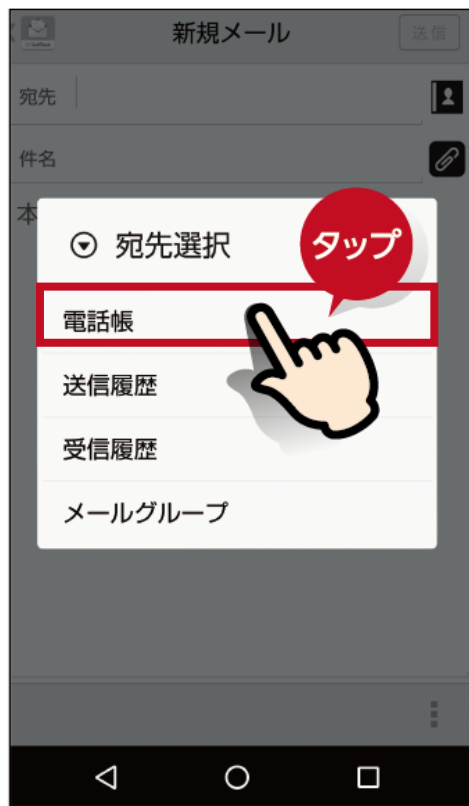 新規メール
送信
宛先
件名
本
宛先選択
タップ
電話帳
送信履歴
受信履歴
メールグループ